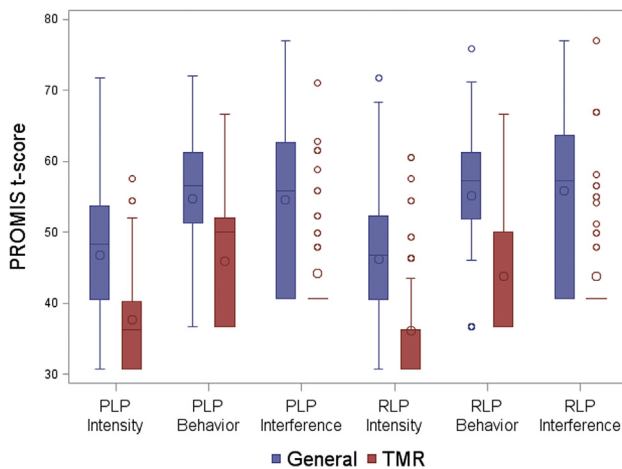 80
70
60
50
40
30
PROMIS t-score
PLP Intensity
PLP Behavior
PLP Interference
RLP Intensity
RLP Behavior
RLP Interference
General TMR